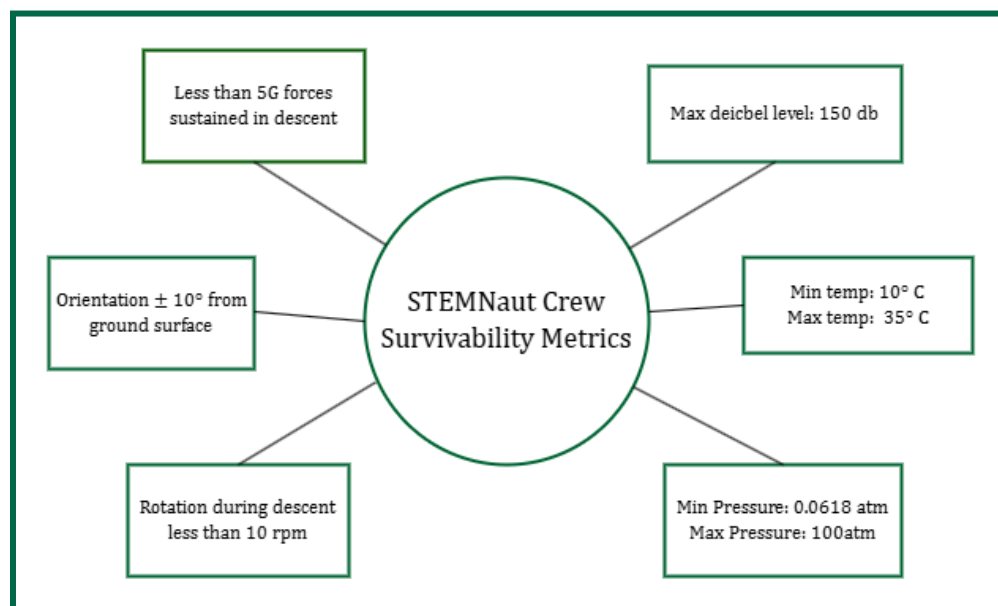 Less than 5G forces
sustained in descent
Max deicbel level: 150 db
Orientation ± 10° from
ground surface
STEMNaut Crew
Survivability Metrics
Min temp: 10° C
Max temp: 35° C
Rotation during descent
less than 10 rpm
Min Pressure: 0.0618 atm
Max Pressure: 100atm